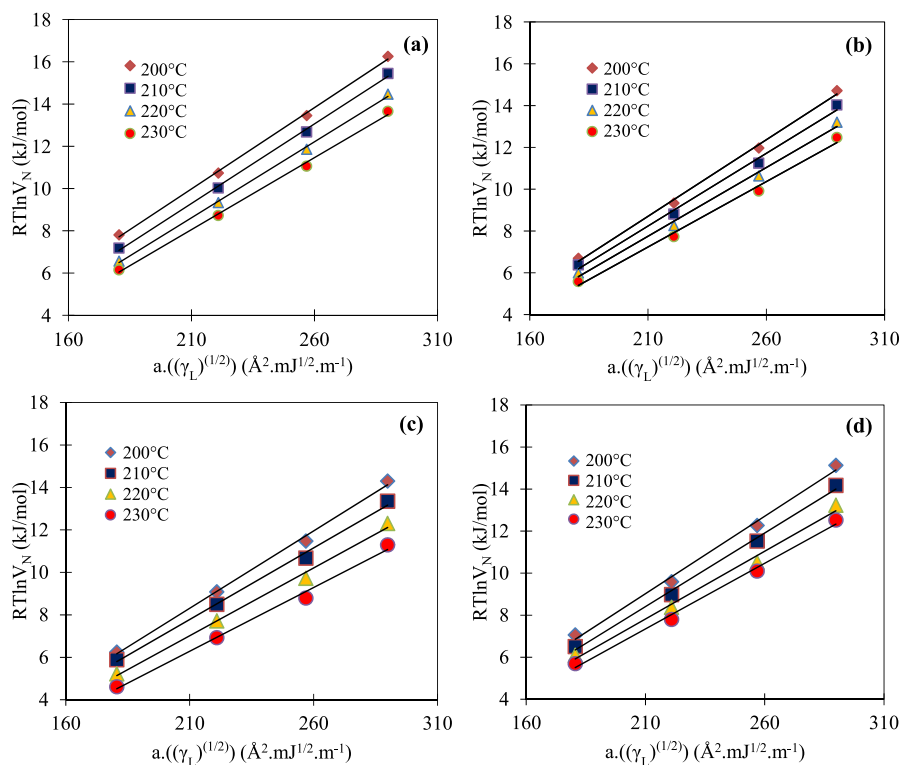 18
16
14
12
10
8
6
4
RTlnV_N (kJ/mol)
(a)
200°C
210°C
220°C
230°C
160 210 260 310
a.((γ_L)^(1/2)) (Å².mJ^1/2.m⁻¹)
18
16
14
12
10
8
6
4
RTlnV_N (kJ/mol)
(b)
200°C
210°C
220°C
230°C
160 210 260 310
a.((γ_L)^(1/2)) (Å².mJ^1/2.m⁻¹)
18
16
14
12
10
8
6
4
RTlnV_N (kJ/mol)
(c)
200°C
210°C
220°C
230°C
160 210 260 310
a.((γ_L)^(1/2)) (Å².mJ^1/2.m⁻¹)
18
16
14
12
10
8
6
4
RTlnV_N (kJ/mol)
(d)
200°C
210°C
220°C
230°C
160 210 260 310
a.((γ_L)^(1/2)) (Å².mJ^1/2.m⁻¹)